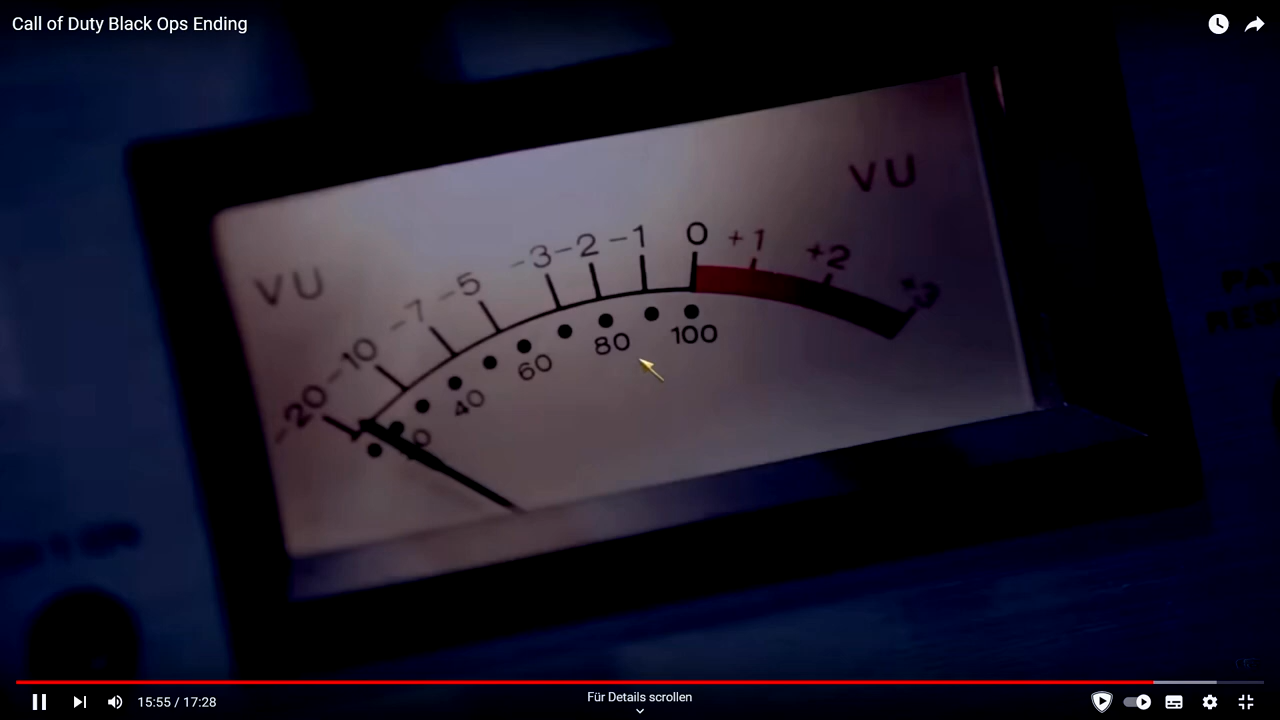 Call of Duty Black Ops Ending
VU
VU
-20 -10 -7 -5 -3 -2 -1 0 +1 +2 +3
40 60 80 100
15:55 / 17:28
Für Details scrollen